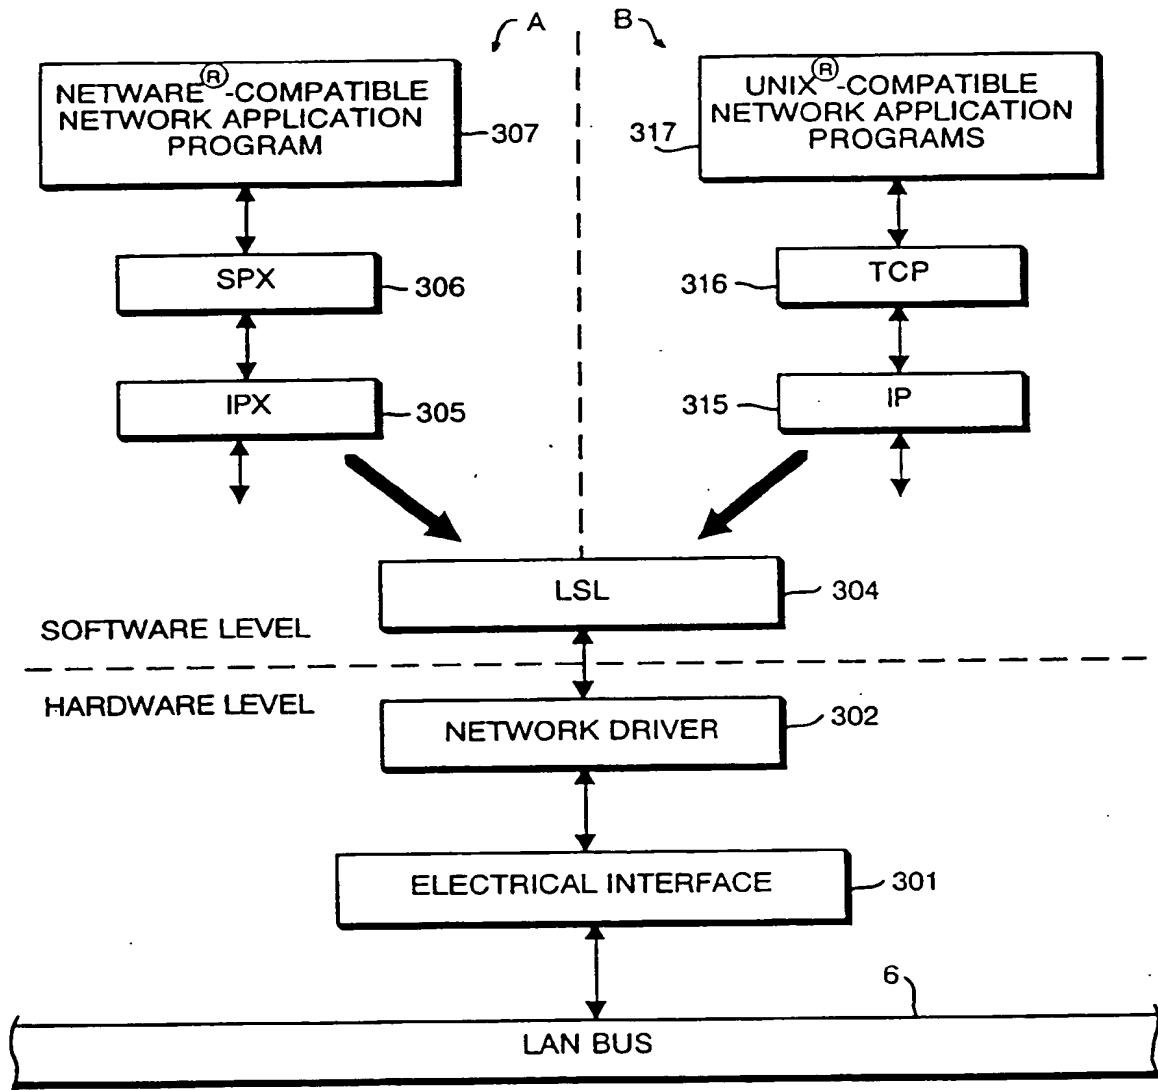 A
B
NETWARE®-COMPATIBLE
NETWORK APPLICATION
PROGRAM
307
UNIX®-COMPATIBLE
NETWORK APPLICATION
PROGRAMS
317
SPX
306
TCP
316
IPX
305
IP
315
LSL
304
SOFTWARE LEVEL
HARDWARE LEVEL
NETWORK DRIVER
302
ELECTRICAL INTERFACE
301
6
LAN BUS